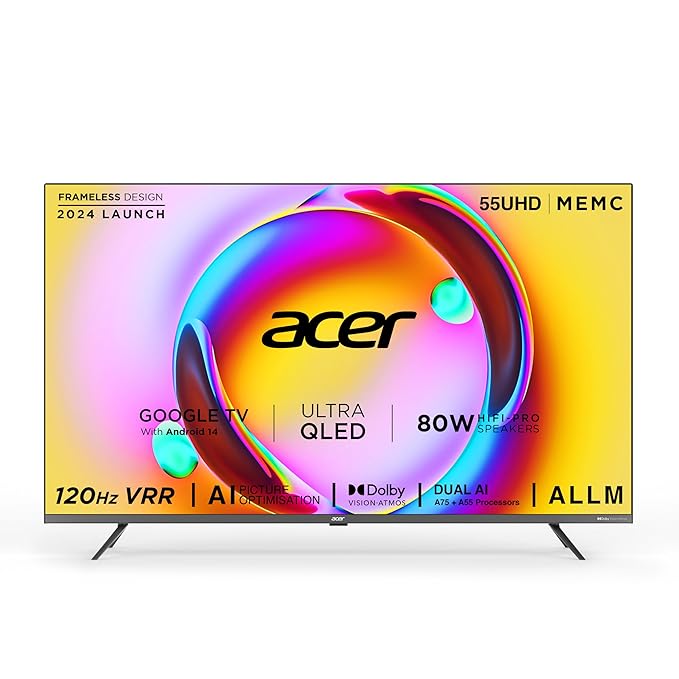 FRAMELESS DESIGN
2024 LAUNCH
55UHD | MEMC
acer
GOOGLE TV
With Android 14
ULTRA
QLED
80W HIFI-PRO
SPEAKERS
120Hz VRR
AI PICTURE
OPTIMISATION
Dolby
VISION·ATMOS
DUAL AI
A75 + A55 Processors
ALLM
acer